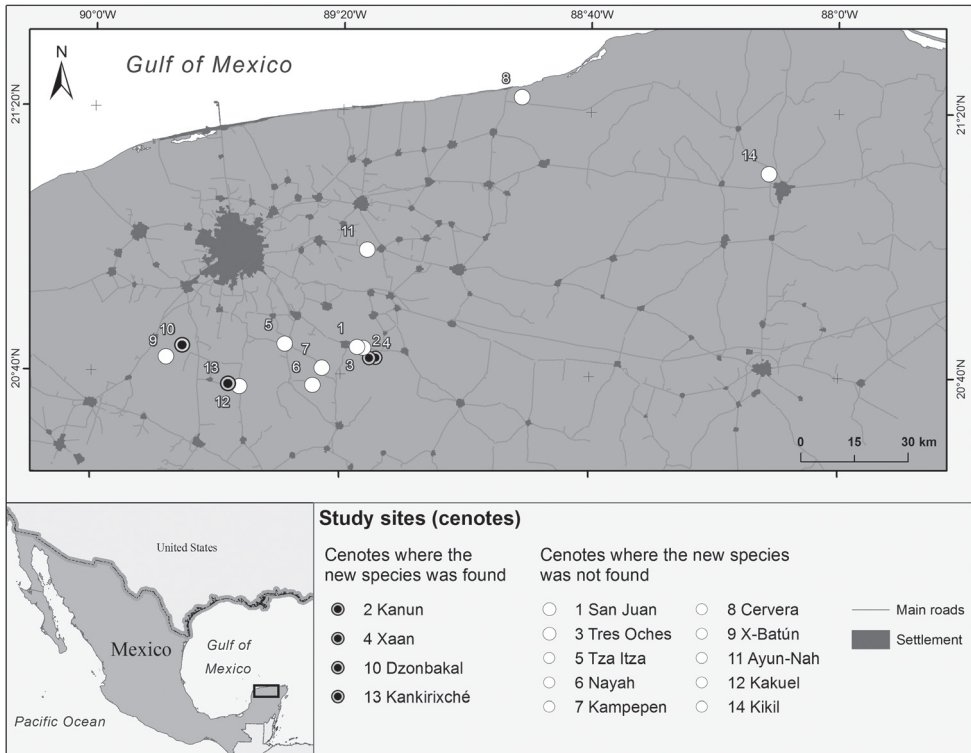 90°0'0"W 89°20'W 88°40'W 88°0'W
N
Gulf of Mexico
21°20'N
21°20'N
8
14
11
5
1
2
4
10
9
7
3
6
13
12
20°40'N
20°40'N
0 15 30 km
Study sites (cenotes)
Cenotes where the
new species was found
2 Kanun
4 Xaan
10 Dzonbakal
13 Kankirixché
Cenotes where the new species
was not found
1 San Juan
3 Tres Oches
5 Tza Itza
6 Nayah
7 Kampepen
8 Cervera
9 X-Batún
11 Ayun-Nah
12 Kakuel
14 Kikil
Main roads
Settlement
United States
Mexico
Gulf of
Mexico
Pacific Ocean